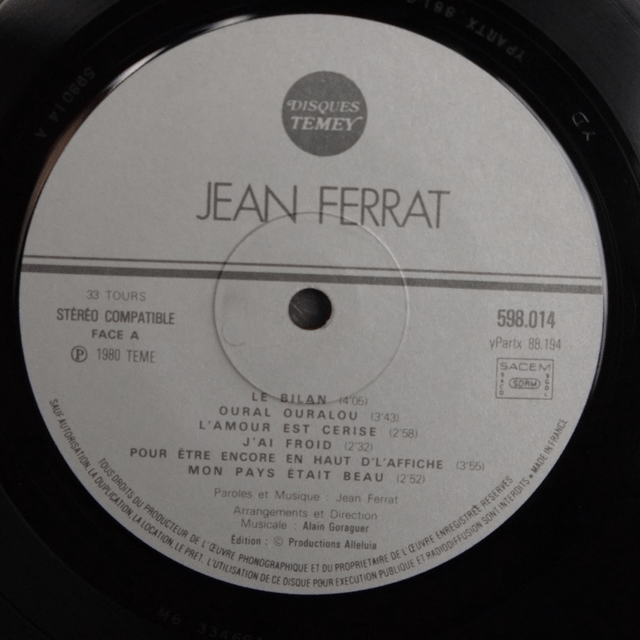 DISQUES
TEMEY
JEAN FERRAT
33 TOURS
STÉRÉO COMPATIBLE
FACE A
Ⓟ 1980 TEME
598.014
yPartx 88.194
SACEM
SDRM
LE BILAN (4'05)
OURAL OURALOU (3'43)
L'AMOUR EST CERISE (2'58)
J'AI FROID (2'32)
POUR ÊTRE ENCORE EN HAUT D'L'AFFICHE (3'55)
MON PAYS ÉTAIT BEAU (2'52)
Paroles et Musique : Jean Ferrat
Arrangements et Direction
Musicale : Alain Goraguer
Édition : © Productions Alleluia
TOUS DROITS DU PRODUCTEUR DE L'ŒUVRE PHONOGRAPHIQUE ET DU PROPRIÉTAIRE DE L'ŒUVRE ENREGISTRÉE RÉSERVÉS
SAUF AUTORISATION, LA DUPLICATION, LA LOCATION, LE PRÊT, L'UTILISATION DE CE DISQUE POUR EXÉCUTION PUBLIQUE ET RADIODIFFUSION SONT INTERDITS • MADE IN FRANCE
598014 A